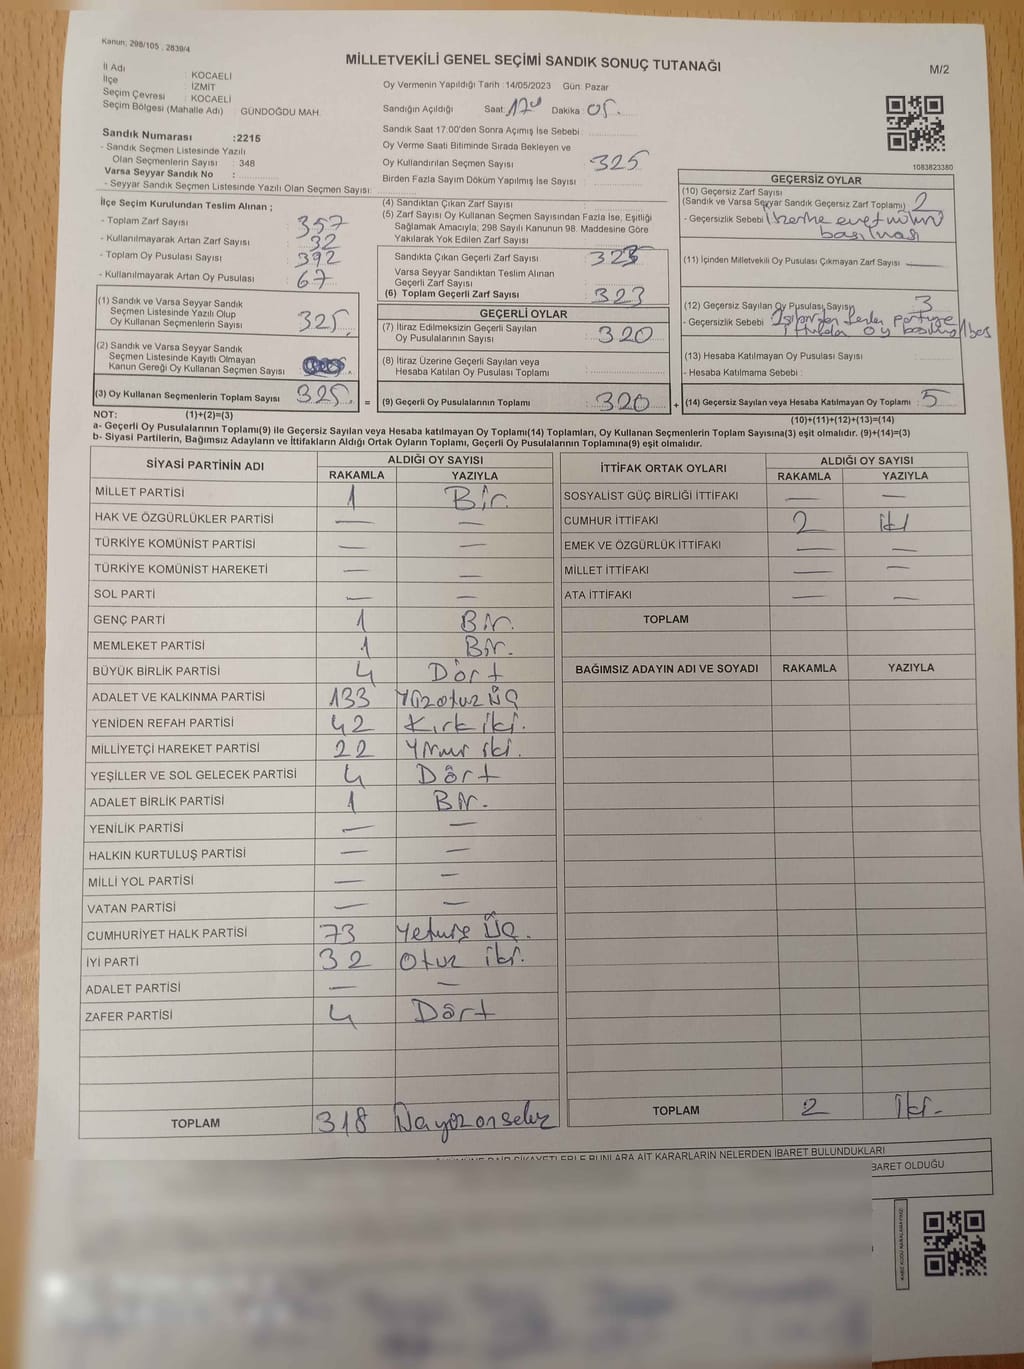 Kanun; 298/105 , 2839/4
MİLLETVEKİLİ GENEL SEÇİMİ SANDIK SONUÇ TUTANAĞI
M/2
İl Adı : KOCAELİ
İlçe : İZMİT
Seçim Çevresi : KOCAELİ
Seçim Bölgesi (Mahalle Adı) : GÜNDOĞDU MAH.
Oy Vermenin Yapıldığı Tarih :14/05/2023 Gün: Pazar
Sandığın Açıldığı Saat: Dakika: 05.
Sandık Saat 17.00'den Sonra Açımış İse Sebebi:
Oy Verme Saati Bitiminde Sırada Bekleyen ve
Oy Kullandırılan Seçmen Sayısı 325
Birden Fazla Sayım Döküm Yapılmış İse Sayısı
Sandık Numarası :2215
- Sandık Seçmen Listesinde Yazılı
Olan Seçmenlerin Sayısı : 348
Varsa Seyyar Sandık No :
- Seyyar Sandık Seçmen Listesinde Yazılı Olan Seçmen Sayısı:
1083823380
İlçe Seçim Kurulundan Teslim Alınan ;
- Toplam Zarf Sayısı 357
- Kullanılmayarak Artan Zarf Sayısı 32
- Toplam Oy Pusulası Sayısı 392
- Kullanılmayarak Artan Oy Pusulası 67
(1) Sandık ve Varsa Seyyar Sandık
Seçmen Listesinde Yazılı Olup
Oy Kullanan Seçmenlerin Sayısı 325
(2) Sandık ve Varsa Seyyar Sandık
Seçmen Listesinde Kayıtlı Olmayan
Kanun Gereği Oy Kullanan Seçmen Sayısı
(3) Oy Kullanan Seçmenlerin Toplam Sayısı 325
=
(4) Sandıktan Çıkan Zarf Sayısı
(5) Zarf Sayısı Oy Kullanan Seçmen Sayısından Fazla İse, Eşitliği
Sağlamak Amacıyla, 298 Sayılı Kanunun 98. Maddesine Göre
Yakılarak Yok Edilen Zarf Sayısı
Sandıkta Çıkan Geçerli Zarf Sayısı 323
Varsa Seyyar Sandıktan Teslim Alınan
Geçerli Zarf Sayısı
(6) Toplam Geçerli Zarf Sayısı 323
GEÇERLİ OYLAR
(7) İtiraz Edilmeksizin Geçerli Sayılan
Oy Pusulalarının Sayısı 320
(8) İtiraz Üzerine Geçerli Sayılan veya
Hesaba Katılan Oy Pusulası Toplamı
(9) Geçerli Oy Pusulalarının Toplamı 320
+
GEÇERSİZ OYLAR
(10) Geçersiz Zarf Sayısı
(Sandık ve Varsa Seyyar Sandık Geçersiz Zarf Toplamı) 2
- Geçersizlik Sebebi evet mührü
basılması
(11) İçinden Milletvekili Oy Pusulası Çıkmayan Zarf Sayısı —
(12) Geçersiz Sayılan Oy Pusulası Sayısı 3
- Geçersizlik Sebebi fazla partiye
oy
(13) Hesaba Katılmayan Oy Pusulası Sayısı
- Hesaba Katılmama Sebebi :
(14) Geçersiz Sayılan veya Hesaba Katılmayan Oy Toplamı : 5
NOT: (1)+(2)=(3)
(10)+(11)+(12)+(13)=(14)
a- Geçerli Oy Pusulalarının Toplamı(9) ile Geçersiz Sayılan veya Hesaba katılmayan Oy Toplamı(14) Toplamları, Oy Kullanan Seçmenlerin Toplam Sayısına(3) eşit olmalıdır. (9)+(14)=(3)
b- Siyasi Partilerin, Bağımsız Adayların ve İttifakların Aldığı Ortak Oyların Toplamı, Geçerli Oy Pusulalarının Toplamına(9) eşit olmalıdır.
SİYASİ PARTİNİN ADI ALDIĞI OY SAYISI
RAKAMLA YAZIYLA
MİLLET PARTİSİ 1 Bir.
HAK VE ÖZGÜRLÜKLER PARTİSİ — —
TÜRKİYE KOMÜNİST PARTİSİ — —
TÜRKİYE KOMÜNİST HAREKETİ — —
SOL PARTİ — —
GENÇ PARTİ 1 Bir.
MEMLEKET PARTİSİ 1 Bir.
BÜYÜK BİRLİK PARTİSİ 4 Dört
ADALET VE KALKINMA PARTİSİ 133 Yüzotuz üç
YENİDEN REFAH PARTİSİ 42 Kırk iki.
MİLLİYETÇİ HAREKET PARTİSİ 22 Yirmi iki.
YEŞİLLER VE SOL GELECEK PARTİSİ 4 Dört
ADALET BİRLİK PARTİSİ 1 Bir.
YENİLİK PARTİSİ — —
HALKIN KURTULUŞ PARTİSİ — —
MİLLİ YOL PARTİSİ — —
VATAN PARTİSİ — —
CUMHURİYET HALK PARTİSİ 73 Yetmiş Üç.
İYİ PARTİ 32 Otuz iki.
ADALET PARTİSİ — —
ZAFER PARTİSİ 4 Dört
TOPLAM 318
İTTİFAK ORTAK OYLARI ALDIĞI OY SAYISI
RAKAMLA YAZIYLA
SOSYALİST GÜÇ BİRLİĞİ İTTİFAKI — —
CUMHUR İTTİFAKI 2 iki
EMEK VE ÖZGÜRLÜK İTTİFAKI — —
MİLLET İTTİFAKI — —
ATA İTTİFAKI — —
TOPLAM
BAĞIMSIZ ADAYIN ADI VE SOYADI RAKAMLA YAZIYLA
TOPLAM 2 İki-
DAİR ŞİKAYETLERLE BUNLARA AİT KARARLARIN NELERDEN İBARET BULUNDUKLARI
BARET OLDUĞU